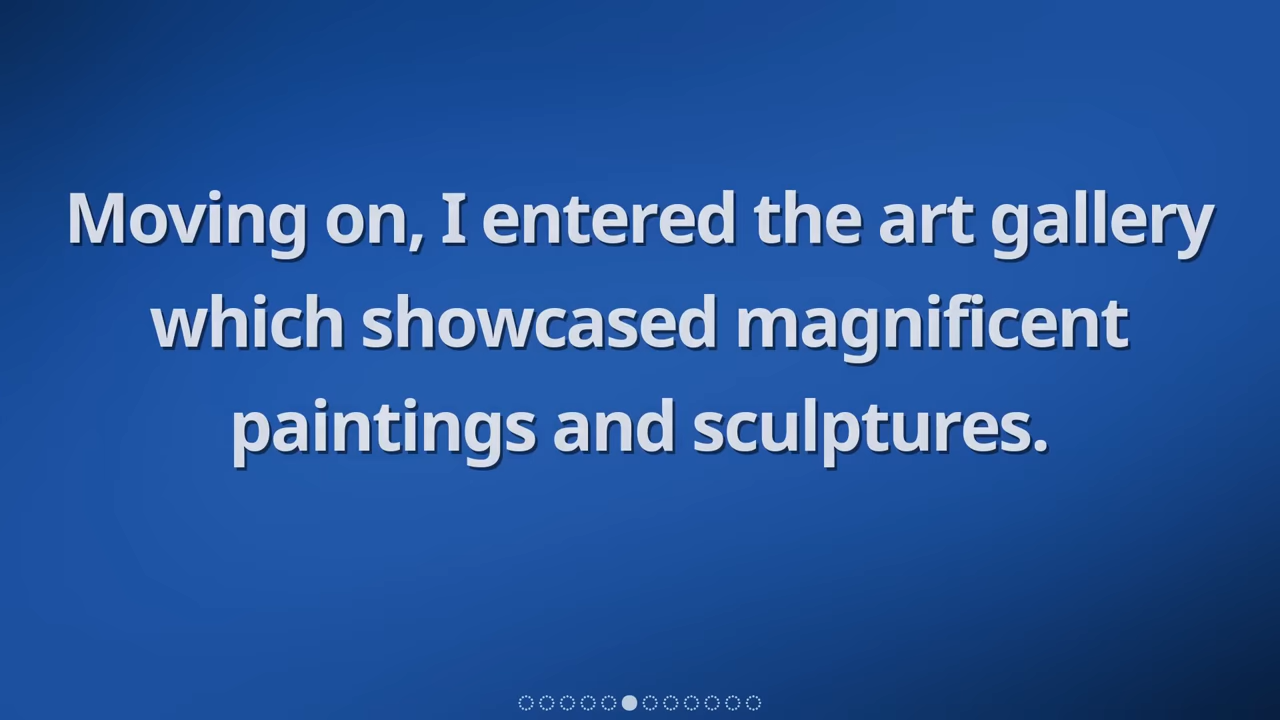 Moving on, I entered the art gallery
which showcased magnificent
paintings and sculptures.